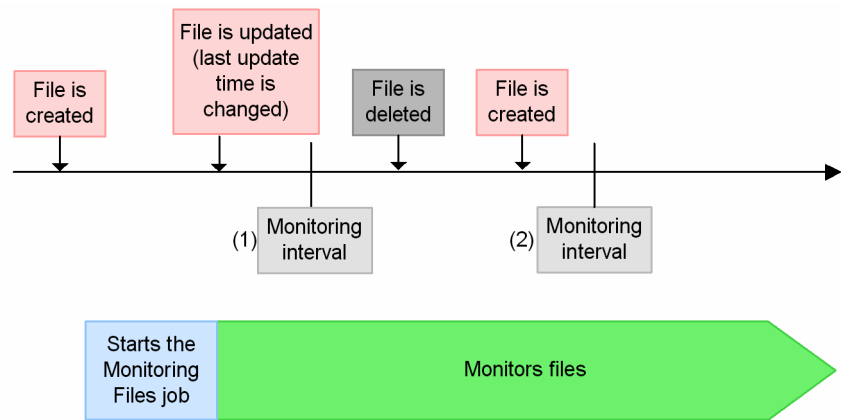 File is
created
File is updated
(last update
time is
changed)
File is
deleted
File is
created
(1)
Monitoring
interval
(2)
Monitoring
interval
Starts the
Monitoring
Files job
Monitors files